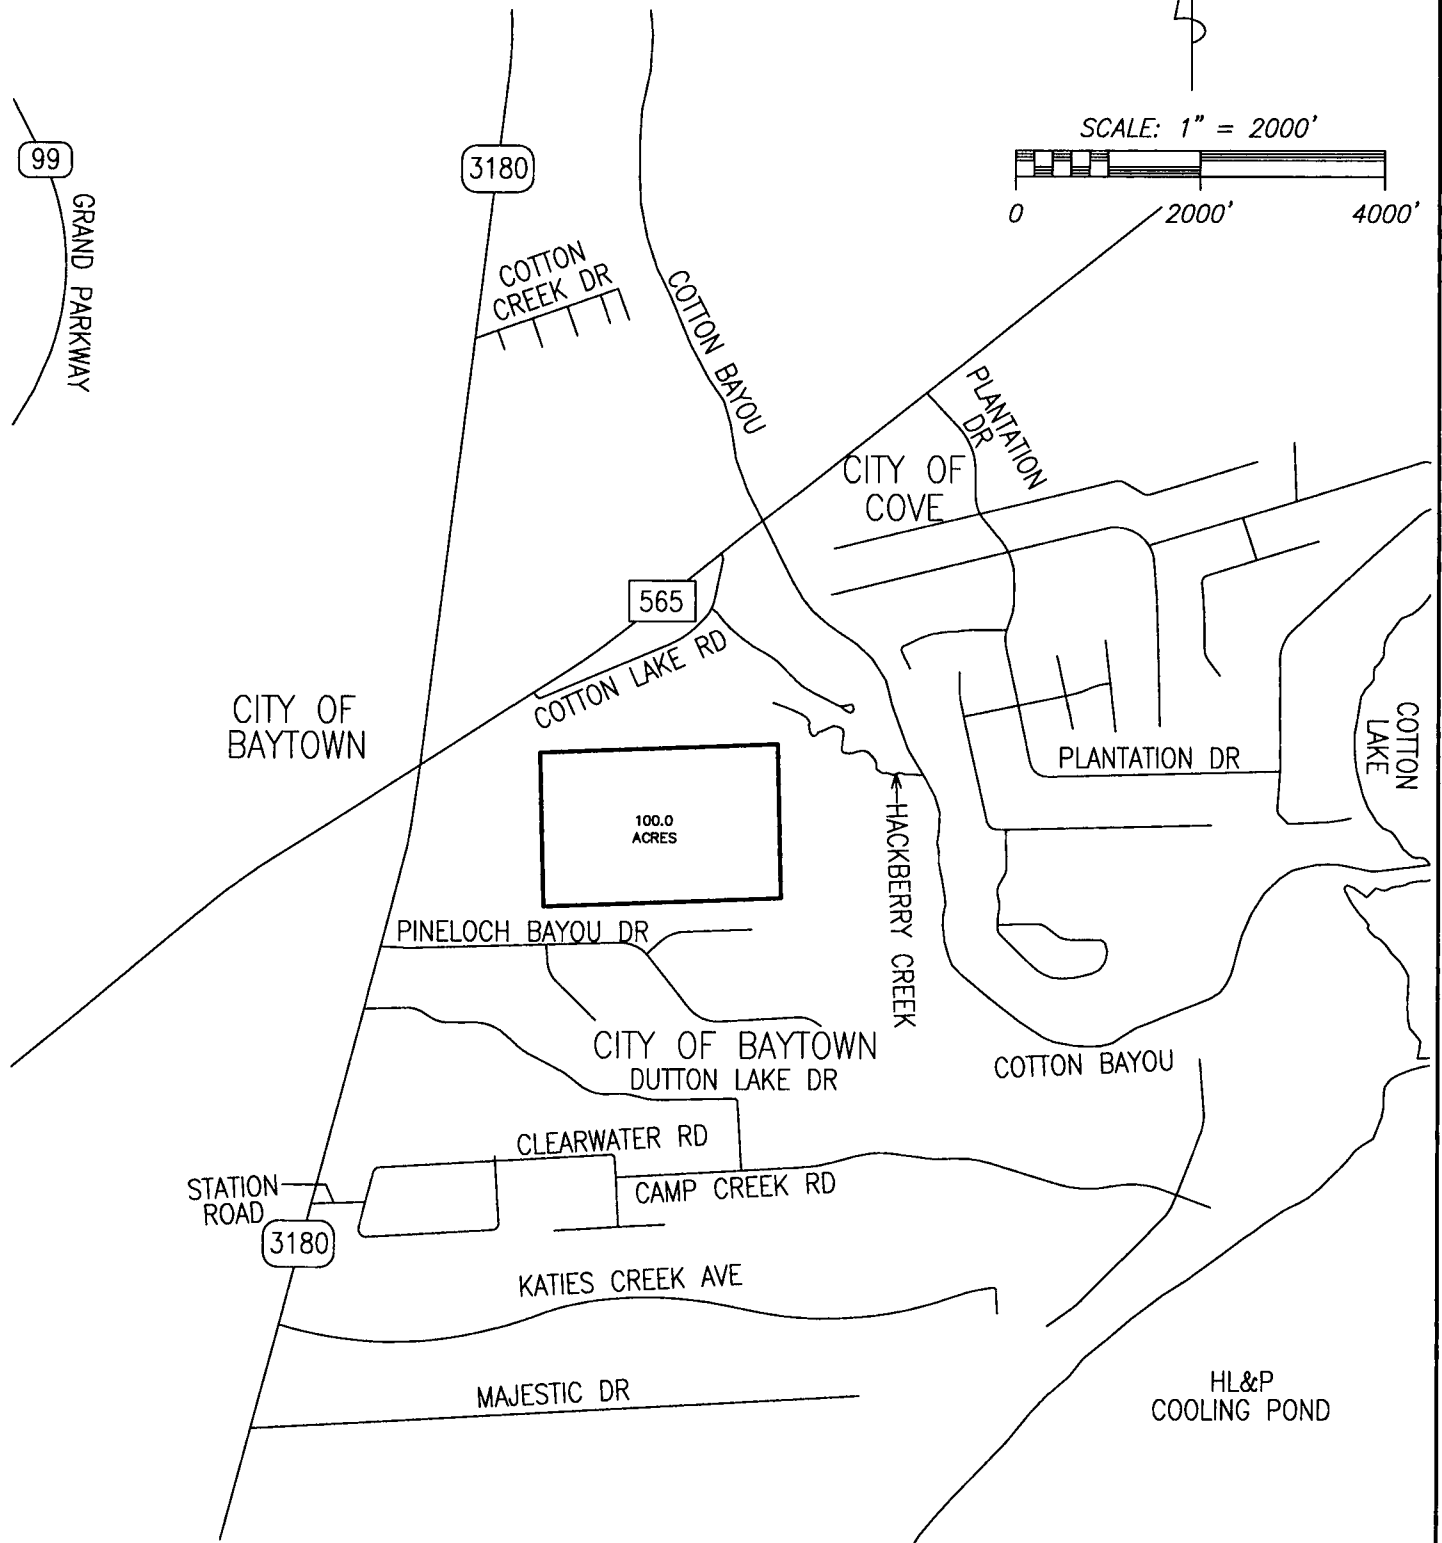 SCALE: 1" = 2000'
0 2000' 4000'
99
GRAND PARKWAY
3180
COTTON
CREEK DR
COTTON BAYOU
PLANTATION
DR
CITY OF
COVE
565
COTTON LAKE RD
CITY OF
BAYTOWN
COTTON
LAKE
PLANTATION DR
100.0
ACRES
HACKBERRY CREEK
PINELOCH BAYOU DR
CITY OF BAYTOWN
DUTTON LAKE DR
COTTON BAYOU
CLEARWATER RD
STATION
ROAD
CAMP CREEK RD
3180
KATIES CREEK AVE
MAJESTIC DR
HL&P
COOLING POND